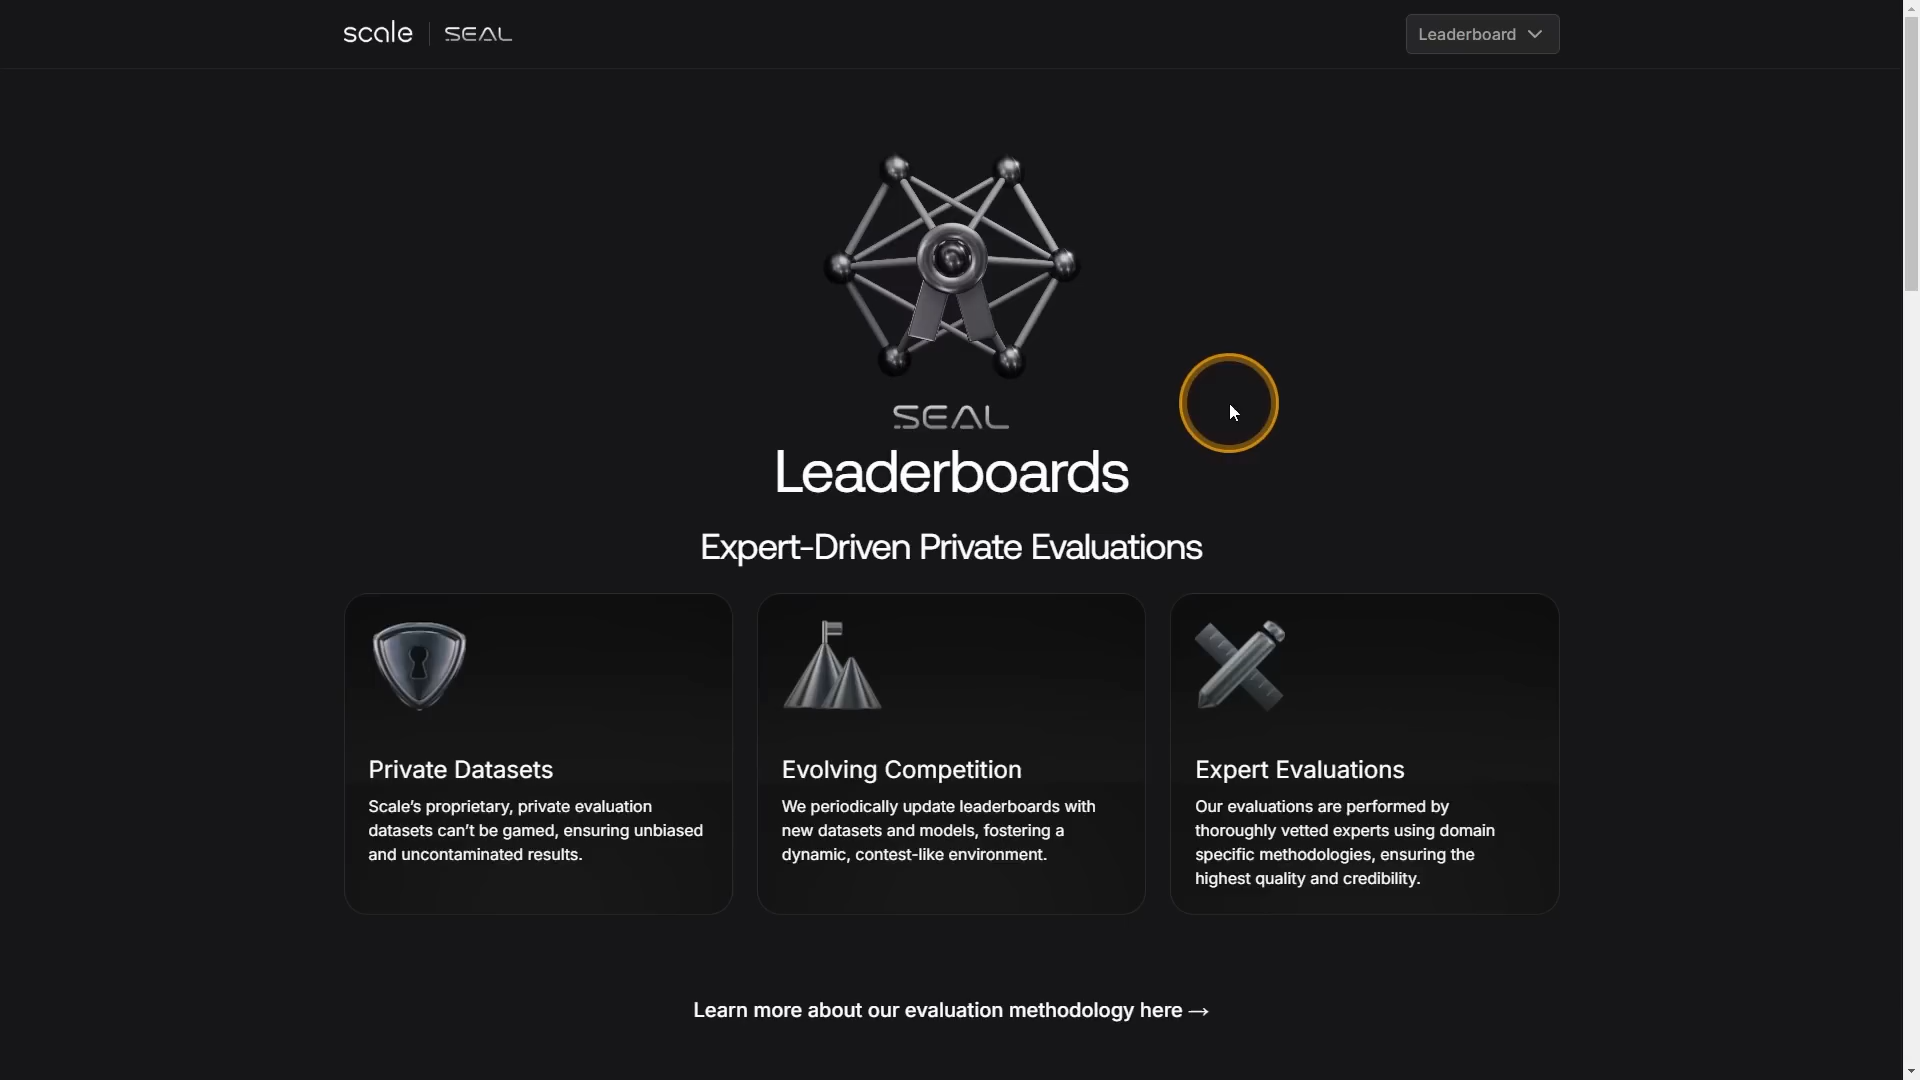 scale SEAL
Leaderboard
SEAL
Leaderboards
Expert-Driven Private Evaluations
Private Datasets
Scale’s proprietary, private evaluation
datasets can’t be gamed, ensuring unbiased
and uncontaminated results.
Evolving Competition
We periodically update leaderboards with
new datasets and models, fostering a
dynamic, contest-like environment.
Expert Evaluations
Our evaluations are performed by
thoroughly vetted experts using domain
specific methodologies, ensuring the
highest quality and credibility.
Learn more about our evaluation methodology here →